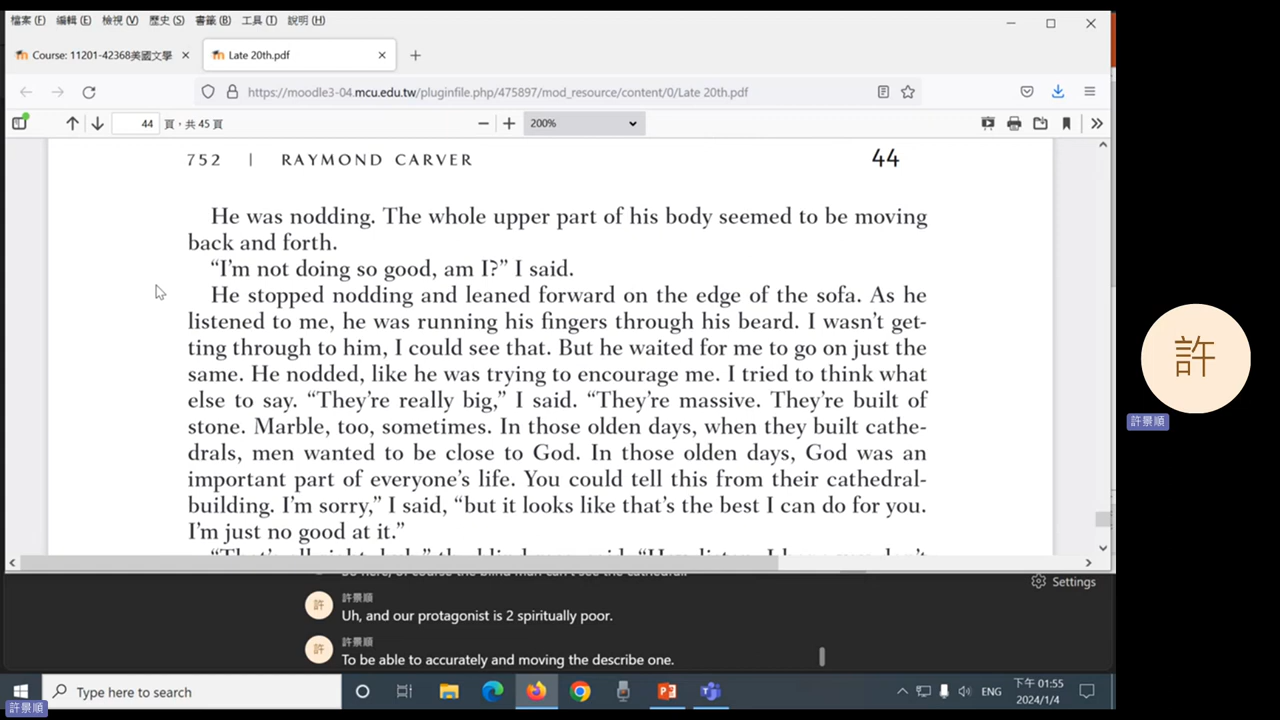 檔案(F) 編輯(E) 檢視(V) 歷史(S) 書籤(B) 工具(T) 說明(H)
Course: 11201-42368美國文學
Late 20th.pdf
https://moodle3-04.mcu.edu.tw/pluginfile.php/475897/mod_resource/content/0/Late 20th.pdf
44 頁，共 45 頁
200%
752 | RAYMOND CARVER
44
He was nodding. The whole upper part of his body seemed to be moving
back and forth.
“I'm not doing so good, am I?” I said.
He stopped nodding and leaned forward on the edge of the sofa. As he
listened to me, he was running his fingers through his beard. I wasn't get-
ting through to him, I could see that. But he waited for me to go on just the
same. He nodded, like he was trying to encourage me. I tried to think what
else to say. “They're really big,” I said. “They're massive. They're built of
stone. Marble, too, sometimes. In those olden days, when they built cathe-
drals, men wanted to be close to God. In those olden days, God was an
important part of everyone's life. You could tell this from their cathedral-
building. I'm sorry,” I said, “but it looks like that's the best I can do for you.
I'm just no good at it.”
許
許景順
Settings
許
許景順
Uh, and our protagonist is 2 spiritually poor.
許
許景順
To be able to accurately and moving the describe one.
Type here to search
ENG
下午 01:55
2024/1/4
許景順